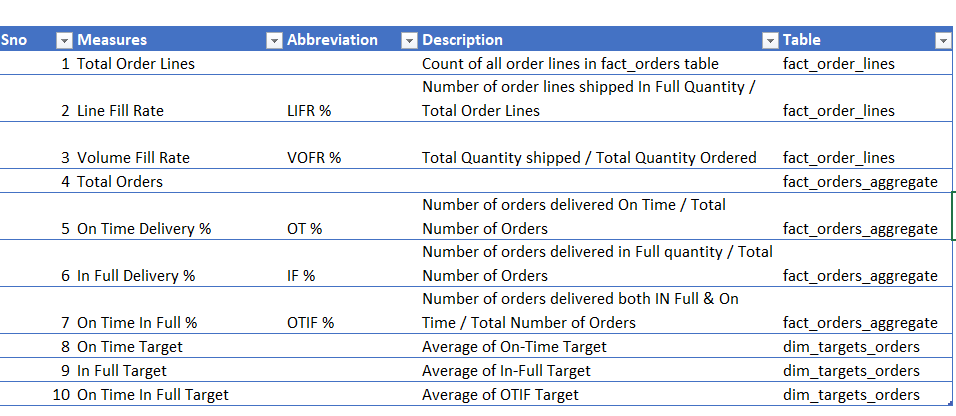 Sno Measures Abbreviation Description Table
1 Total Order Lines Count of all order lines in fact_orders table fact_order_lines
Number of order lines shipped In Full Quantity /
2 Line Fill Rate LIFR % Total Order Lines fact_order_lines
3 Volume Fill Rate VOFR % Total Quantity shipped / Total Quantity Ordered fact_order_lines
4 Total Orders fact_orders_aggregate
Number of orders delivered On Time / Total
5 On Time Delivery % OT % Number of Orders fact_orders_aggregate
Number of orders delivered in Full quantity / Total
6 In Full Delivery % IF % Number of Orders fact_orders_aggregate
Number of orders delivered both IN Full & On
7 On Time In Full % OTIF % Time / Total Number of Orders fact_orders_aggregate
8 On Time Target Average of On-Time Target dim_targets_orders
9 In Full Target Average of In-Full Target dim_targets_orders
10 On Time In Full Target Average of OTIF Target dim_targets_orders